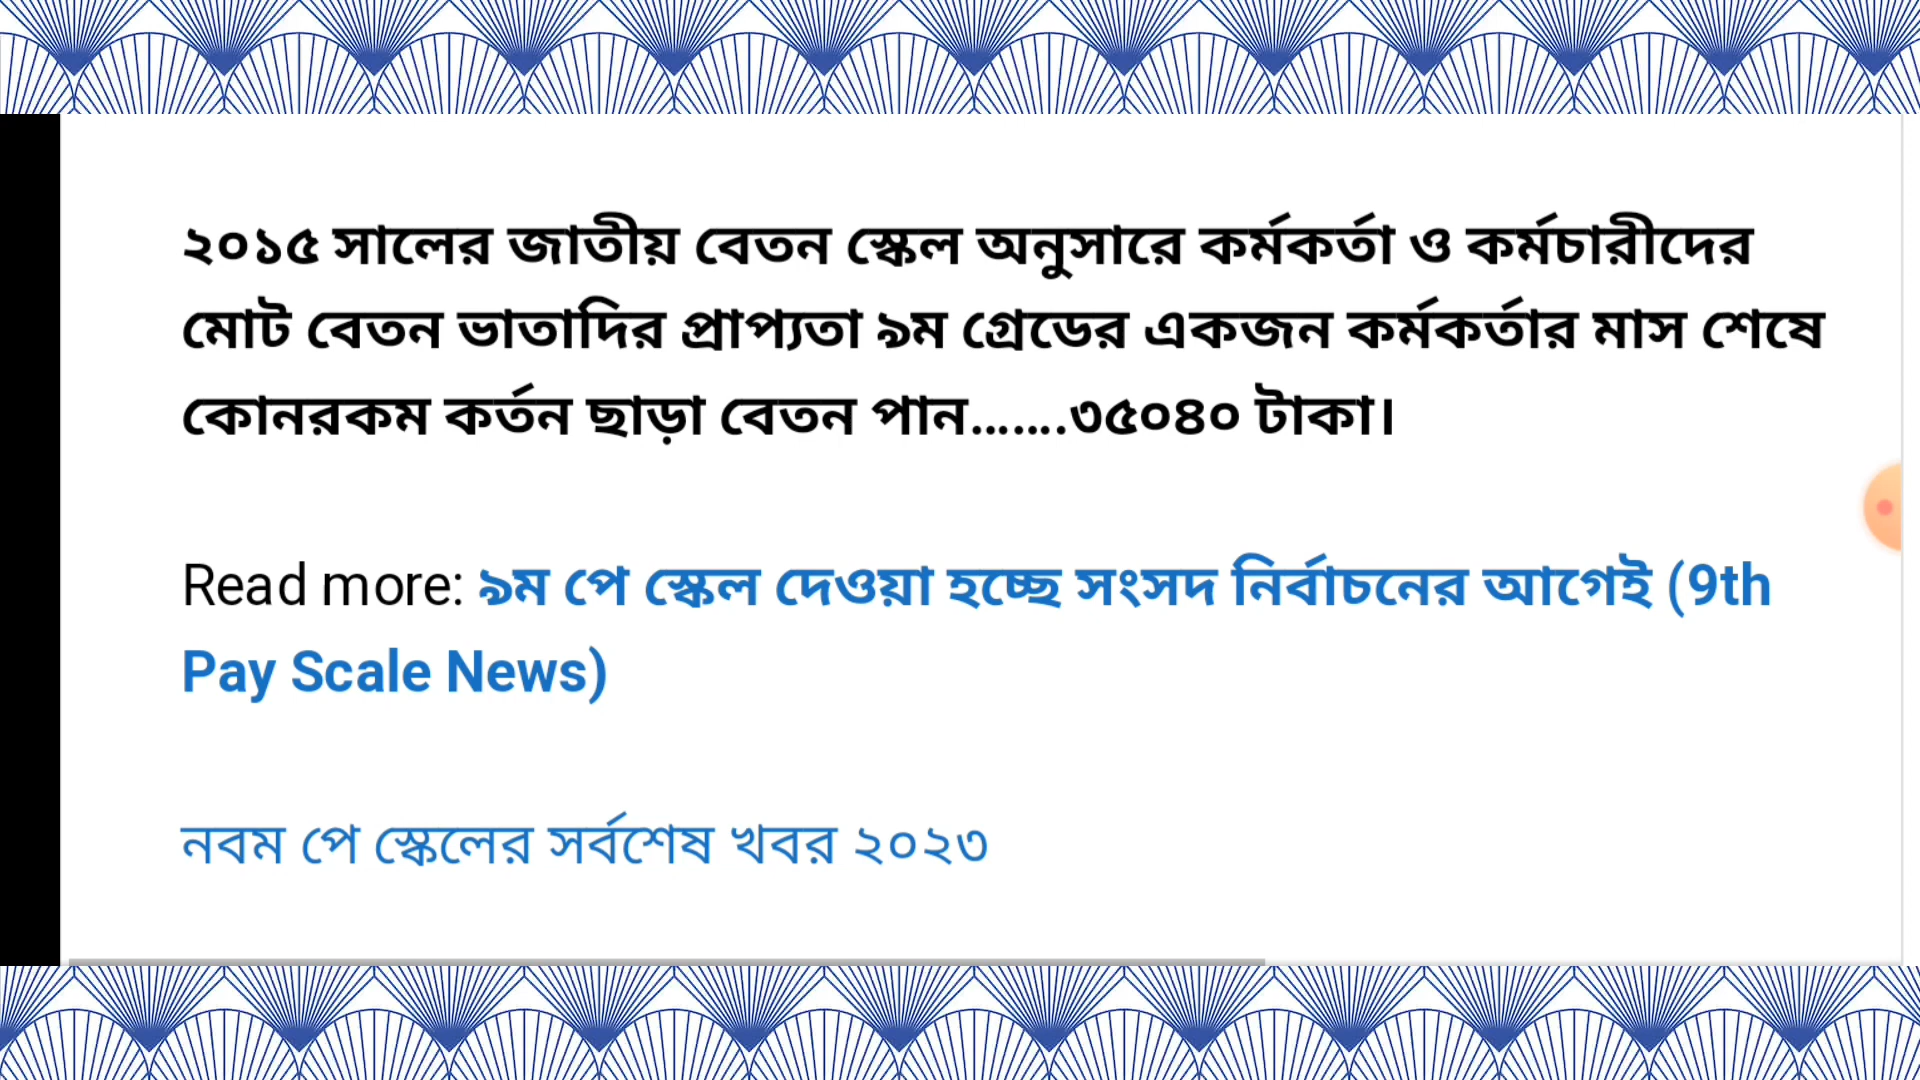 ২০১৫ সালের জাতীয় বেতন স্কেল অনুসারে কর্মকর্তা ও কর্মচারীদের
মোট বেতন ভাতাদির প্রাপ্যতা ৯ম গ্রেডের একজন কর্মকর্তার মাস শেষে
কোনরকম কর্তন ছাড়া বেতন পান.......৩৫০৪০ টাকা।
Read more: ৯ম পে স্কেল দেওয়া হচ্ছে সংসদ নির্বাচনের আগেই (9th
Pay Scale News)
নবম পে স্কেলের সর্বশেষ খবর ২০২৩